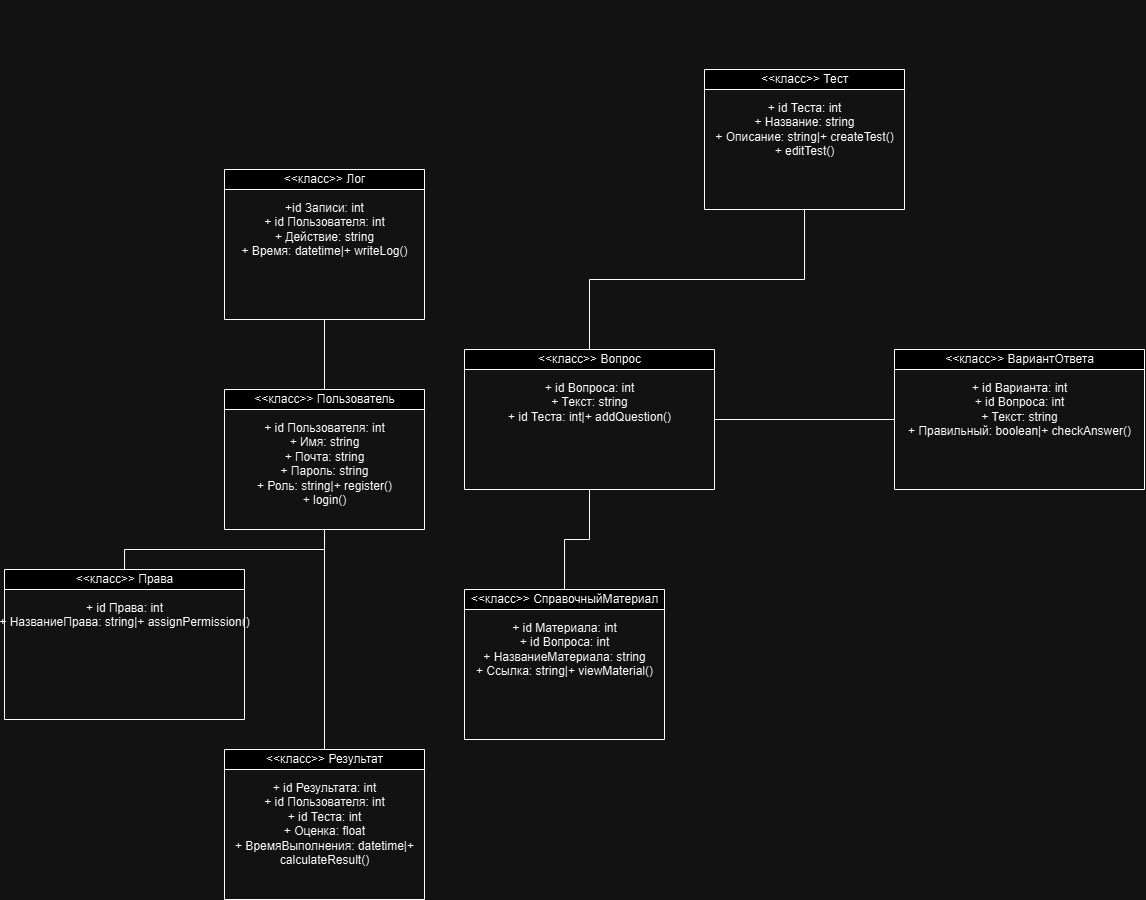 <<класс>> Тест
+ id Теста: int
+ Название: string
+ Описание: string|+ createTest()
+ editTest()
<<класс>> Лог
+id Записи: int
+ id Пользователя: int
+ Действие: string
+ Время: datetime|+ writeLog()
<<класс>> Вопрос
+ id Вопроса: int
+ Текст: string
+ id Теста: int|+ addQuestion()
<<класс>> ВариантОтвета
+ id Варианта: int
+ id Вопроса: int
+ Текст: string
+ Правильный: boolean|+ checkAnswer()
<<класс>> Пользователь
+ id Пользователя: int
+ Имя: string
+ Почта: string
+ Пароль: string
+ Роль: string|+ register()
+ login()
<<класс>> Права
+ id Права: int
+ НазваниеПрава: string|+ assignPermission()
<<класс>> СправочныйМатериал
+ id Материала: int
+ id Вопроса: int
+ НазваниеМатериала: string
+ Ссылка: string|+ viewMaterial()
<<класс>> Результат
+ id Результата: int
+ id Пользователя: int
+ id Теста: int
+ Оценка: float
+ ВремяВыполнения: datetime|+
calculateResult()